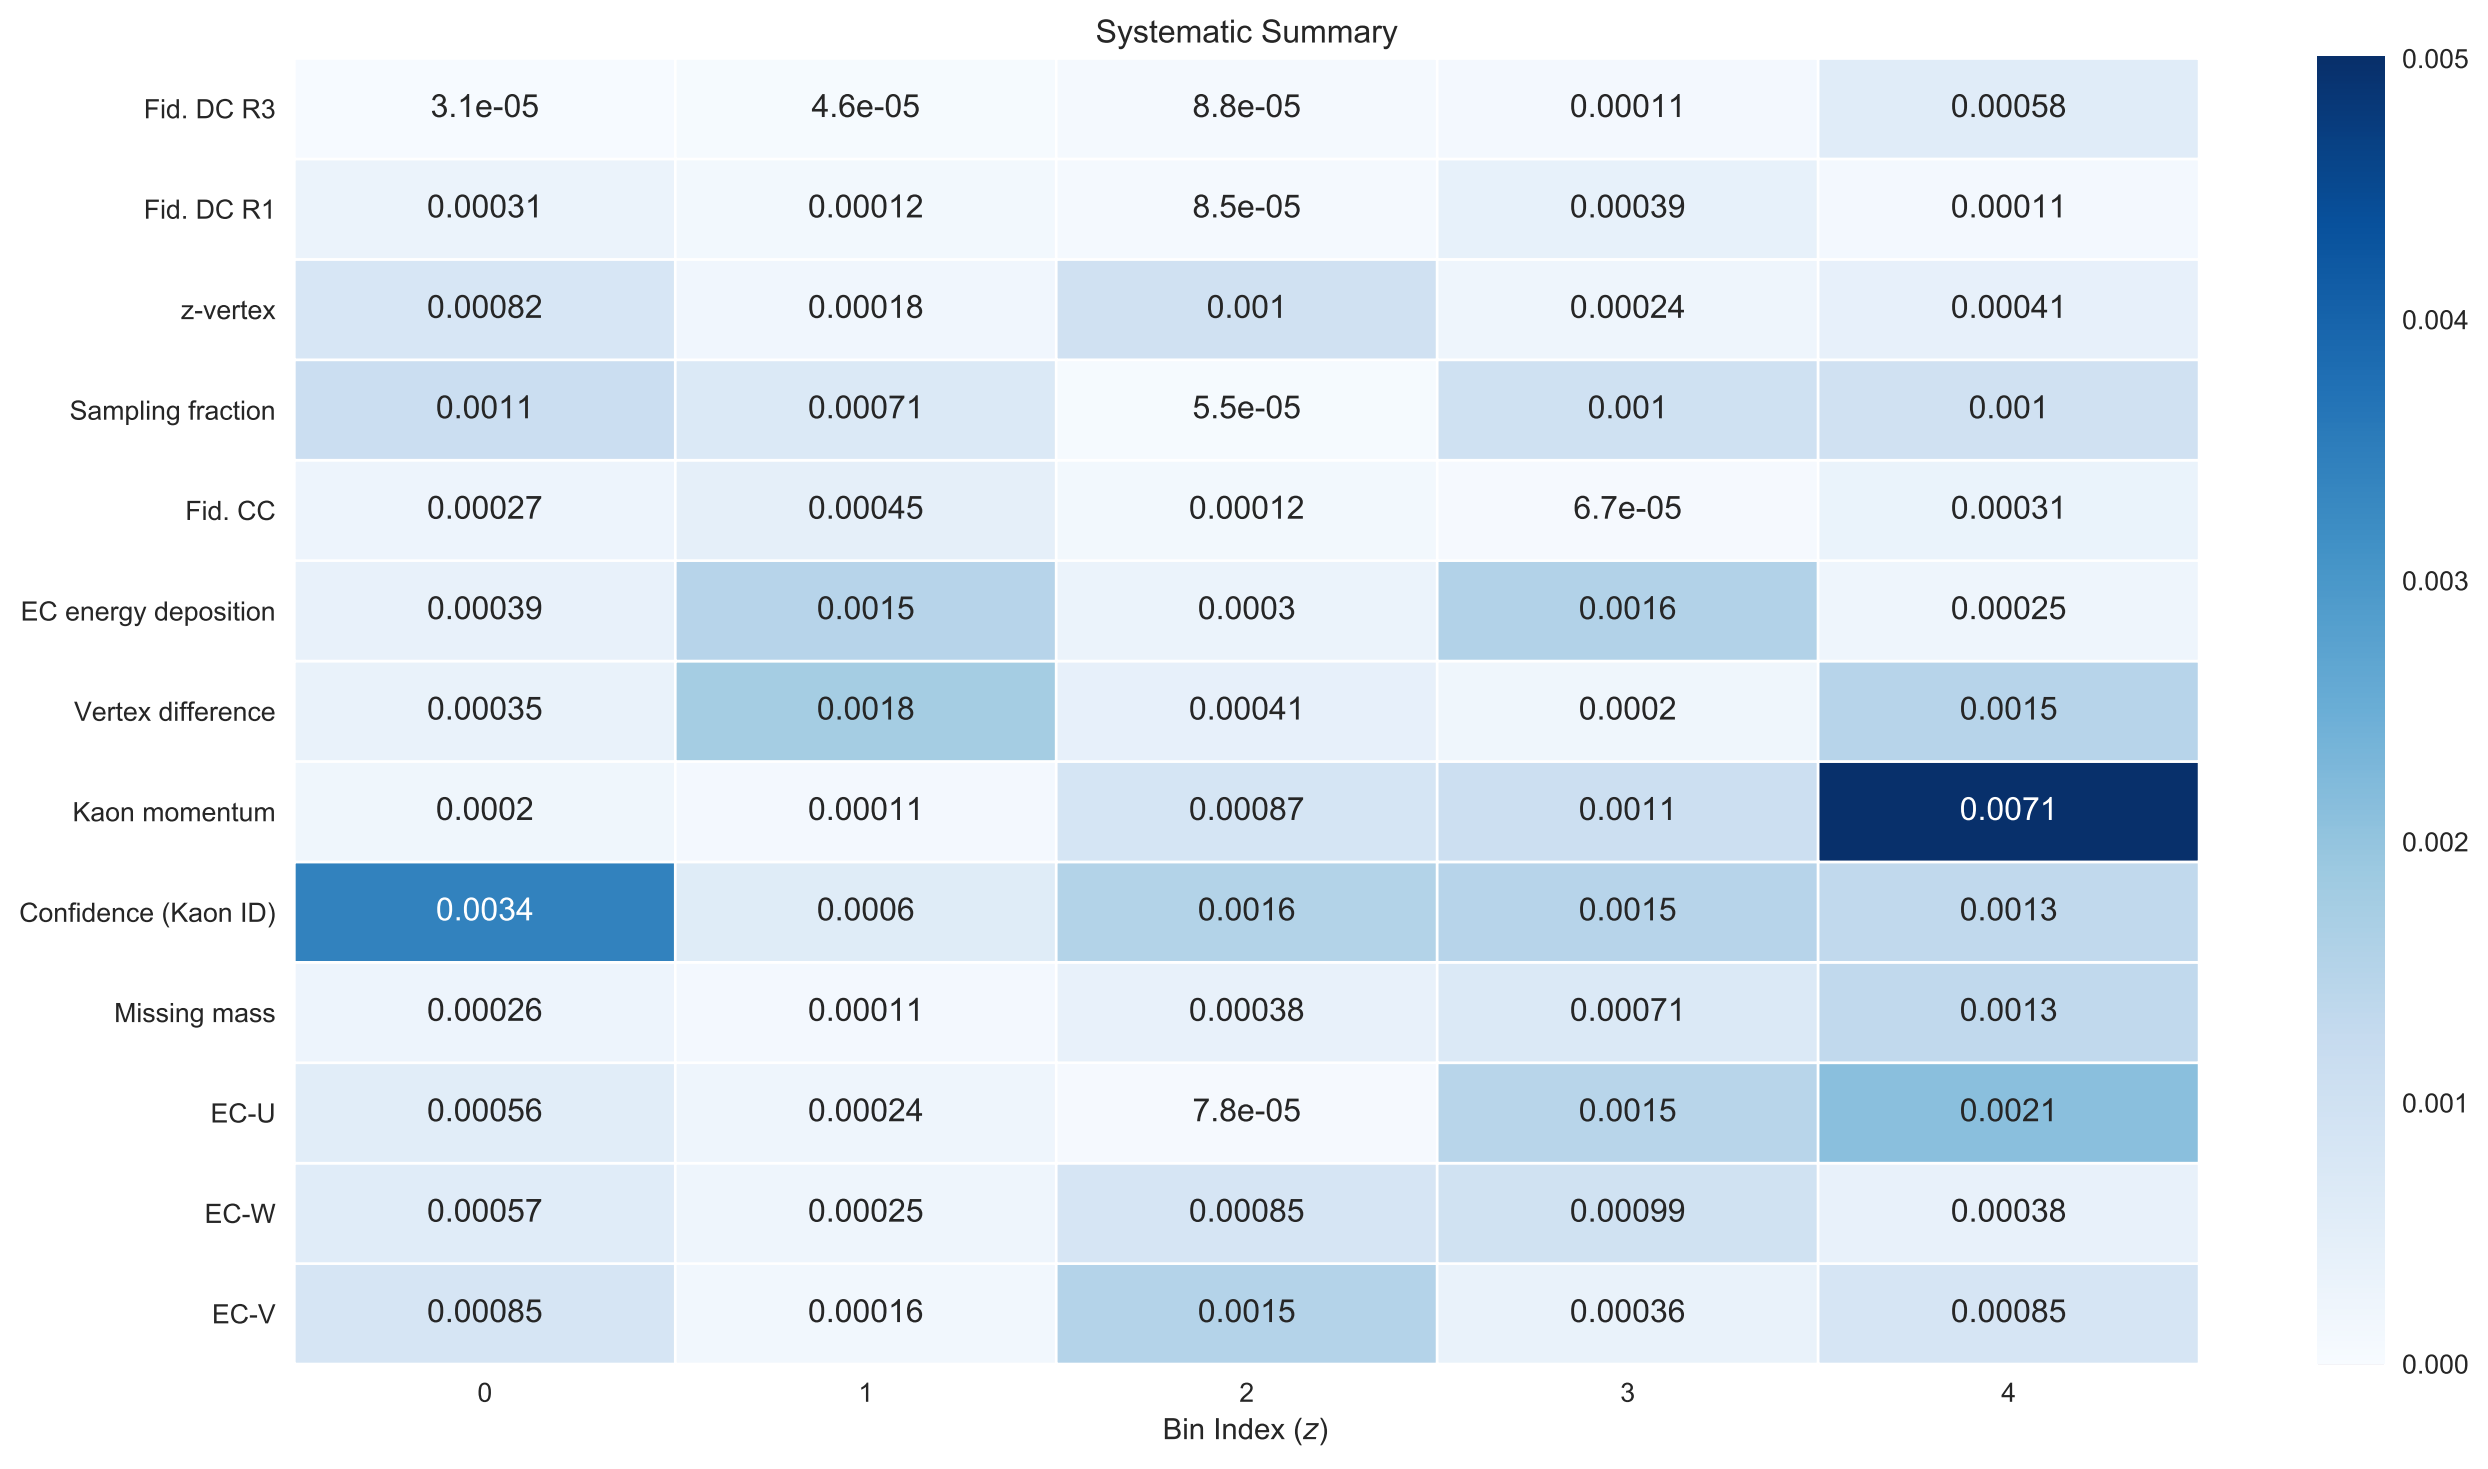 Systematic Summary
Fid. DC R3 3.1e-05 4.6e-05 8.8e-05 0.00011 0.00058
Fid. DC R1 0.00031 0.00012 8.5e-05 0.00039 0.00011
z-vertex 0.00082 0.00018 0.001 0.00024 0.00041
Sampling fraction 0.0011 0.00071 5.5e-05 0.001 0.001
Fid. CC 0.00027 0.00045 0.00012 6.7e-05 0.00031
EC energy deposition 0.00039 0.0015 0.0003 0.0016 0.00025
Vertex difference 0.00035 0.0018 0.00041 0.0002 0.0015
Kaon momentum 0.0002 0.00011 0.00087 0.0011 0.0071
Confidence (Kaon ID) 0.0034 0.0006 0.0016 0.0015 0.0013
Missing mass 0.00026 0.00011 0.00038 0.00071 0.0013
EC-U 0.00056 0.00024 7.8e-05 0.0015 0.0021
EC-W 0.00057 0.00025 0.00085 0.00099 0.00038
EC-V 0.00085 0.00016 0.0015 0.00036 0.00085
0 1 2 3 4
Bin Index (z)
0.005
0.004
0.003
0.002
0.001
0.000